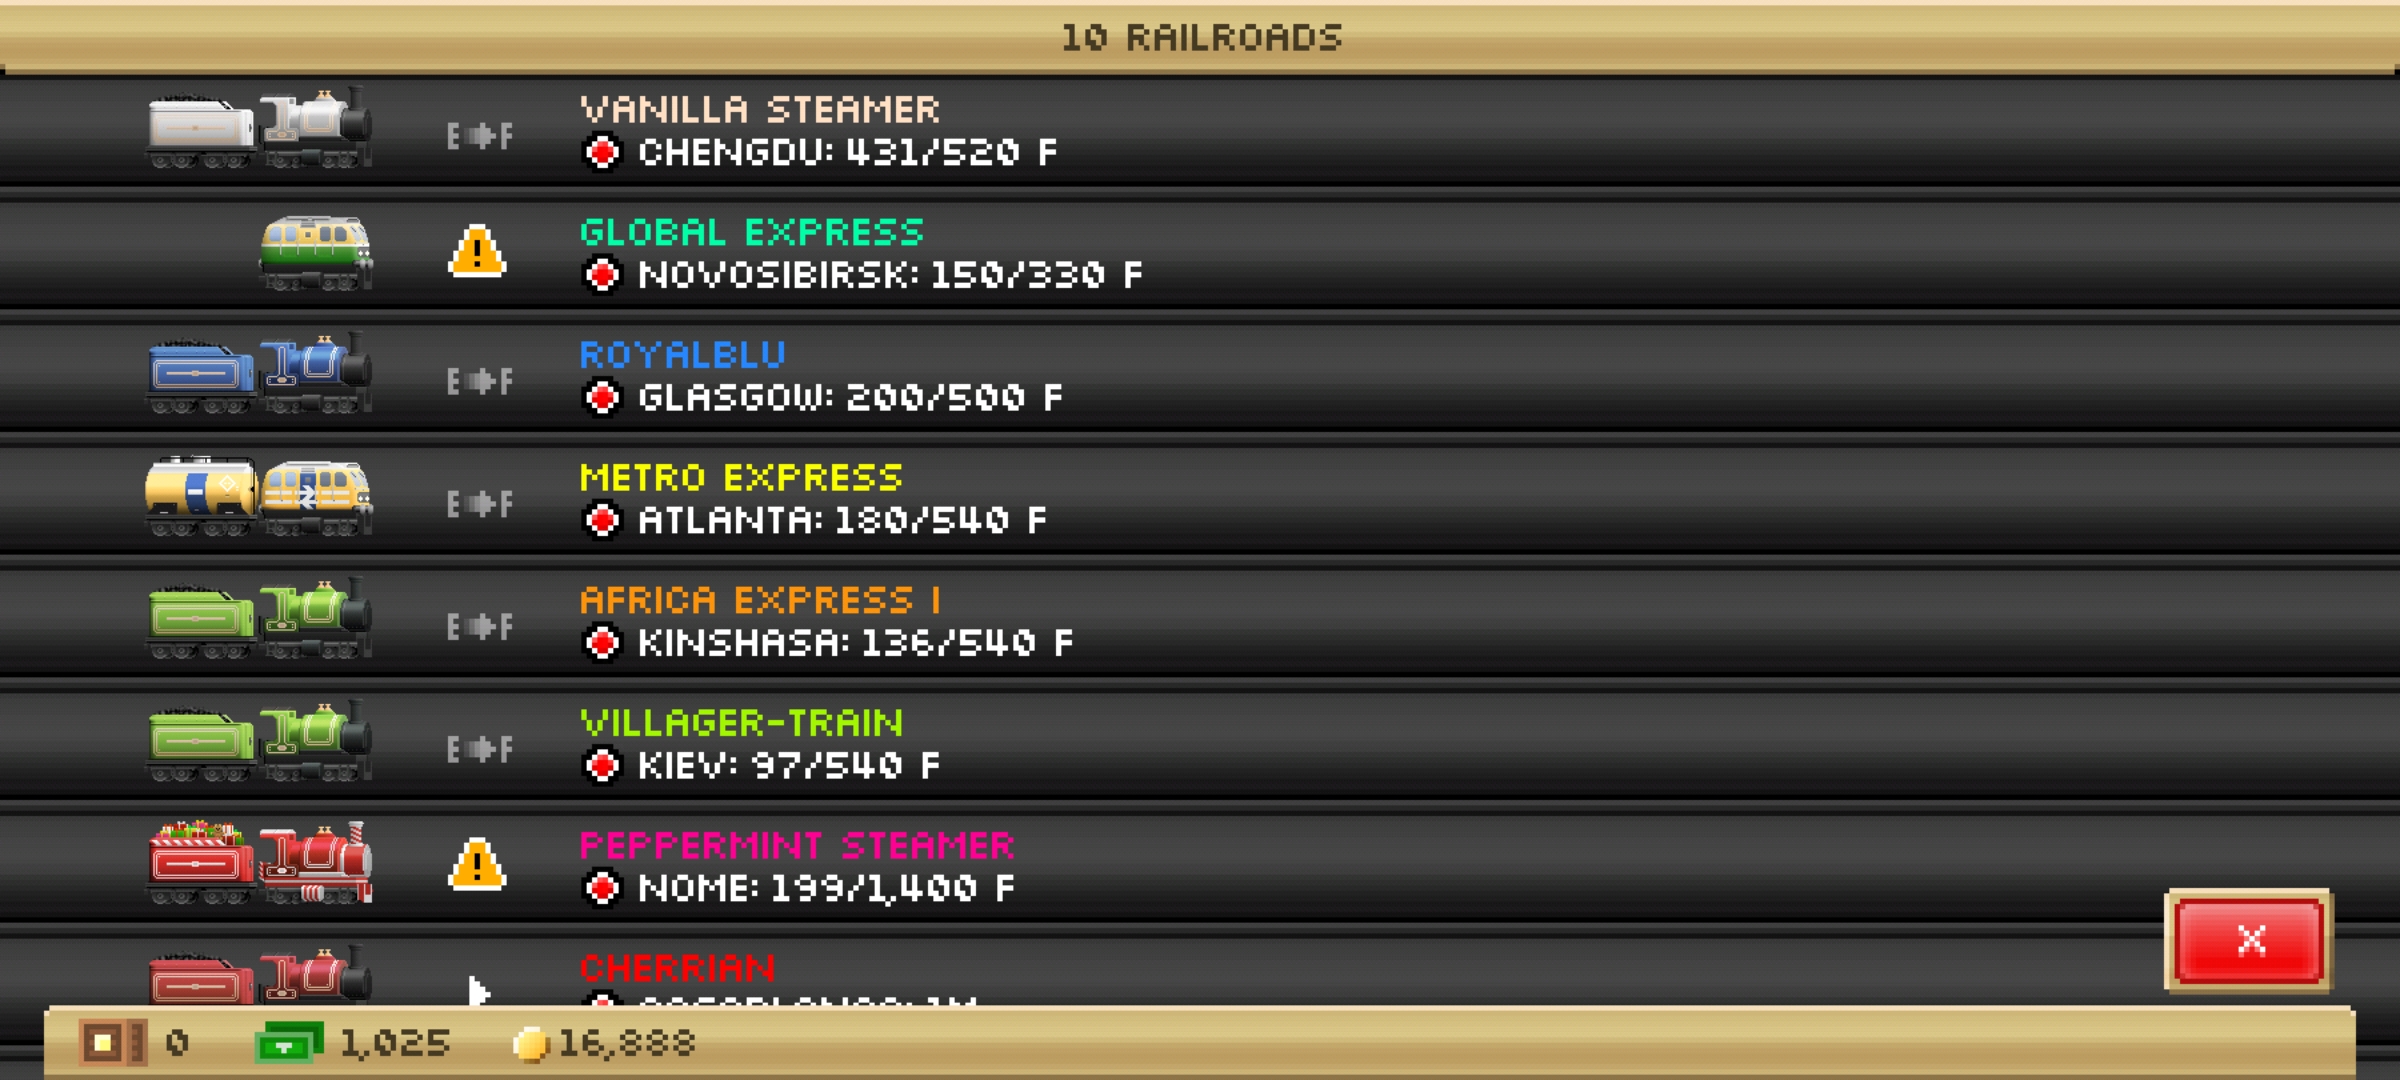 10 RAILROADS
VANILLA STEAMER
E F
CHENGDU: 431/520 F
GLOBAL EXPRESS
!
NOVOSIBIRSK: 150/330 F
ROYALBLU
E F
GLASGOW: 200/500 F
METRO EXPRESS
E F
ATLANTA: 180/540 F
AFRICA EXPRESS I
E F
KINSHASA: 136/540 F
VILLAGER-TRAIN
E F
KIEV: 97/540 F
PEPPERMINT STEAMER
!
NOME: 199/1,400 F
X
CHERRIAN
0 1,025 16,888